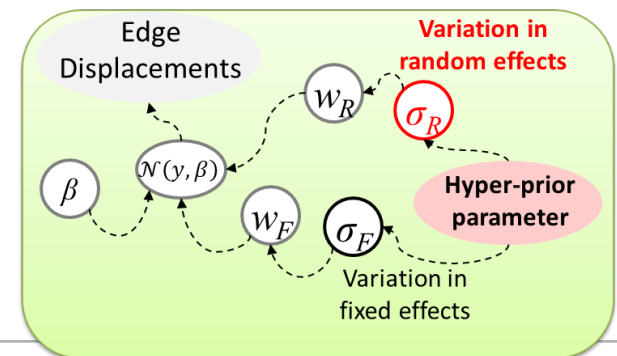 Edge
Displacements
Variation in
random effects
w_R
σ_R
𝒩(y, β)
β
Hyper-prior
parameter
w_F
σ_F
Variation in
fixed effects